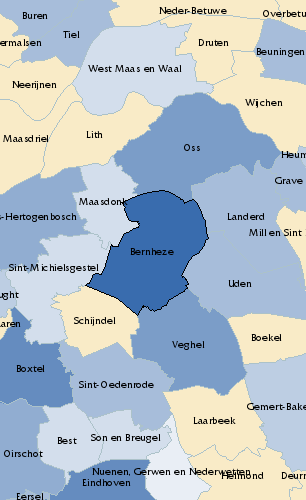 Neder-Betuwe
Buren
Overbetu
Tiel
ermalsen
Druten
Beuningen
West Maas en Waal
Neerijnen
Wijchen
Lith
Maasdriel
Oss
Heum
Grave
Maasdonk
s-Hertogenbosch
Landerd
Mill en Sint
Bernheze
Sint-Michielsgestel
Uden
ught
Schijndel
aren
Boekel
Veghel
Boxtel
Sint-Oedenrode
Gemert-Bake
Laarbeek
Best
Son en Breugel
Oirschot
Nuenen, Gerwen en Nederwetten
Helmond
Deurn
Eindhoven
Eersel